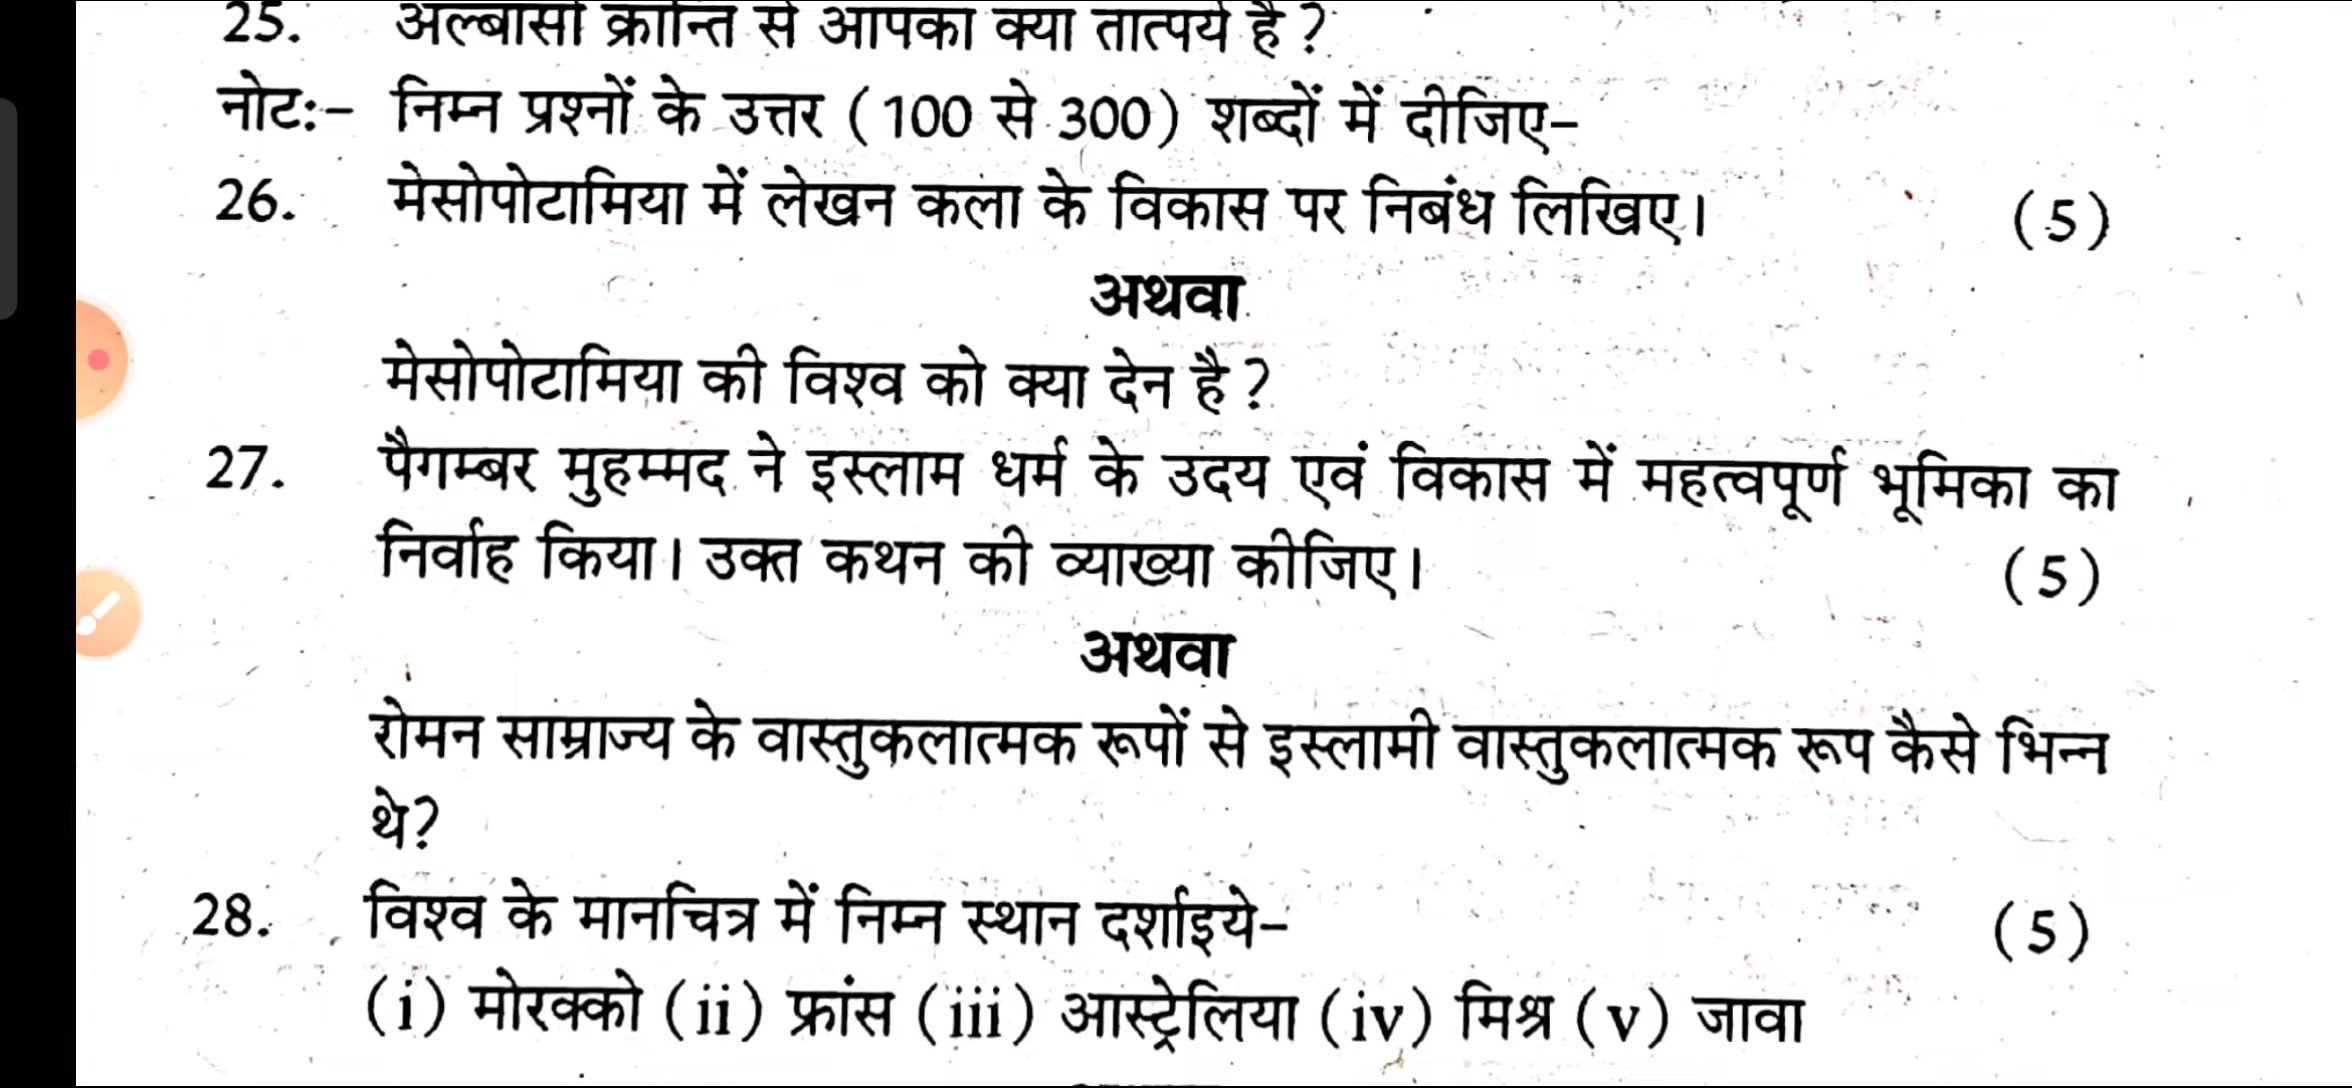 25. अल्बासी क्रान्ति से आपका क्या तात्पर्य है ?
नोटः- निम्न प्रश्नों के उत्तर ( 100 से 300 ) शब्दों में दीजिए-
26. मेसोपोटामिया में लेखन कला के विकास पर निबंध लिखिए। (5)
अथवा
मेसोपोटामिया की विश्व को क्या देन है ?
27. पैगम्बर मुहम्मद ने इस्लाम धर्म के उदय एवं विकास में महत्वपूर्ण भूमिका का
निर्वाह किया। उक्त कथन की व्याख्या कीजिए। (5)
अथवा
रोमन साम्राज्य के वास्तुकलात्मक रूपों से इस्लामी वास्तुकलात्मक रूप कैसे भिन्न
थे?
28. विश्व के मानचित्र में निम्न स्थान दर्शाइये- (5)
(i) मोरक्को (ii) फ्रांस (iii) आस्ट्रेलिया (iv) मिश्र (v) जावा